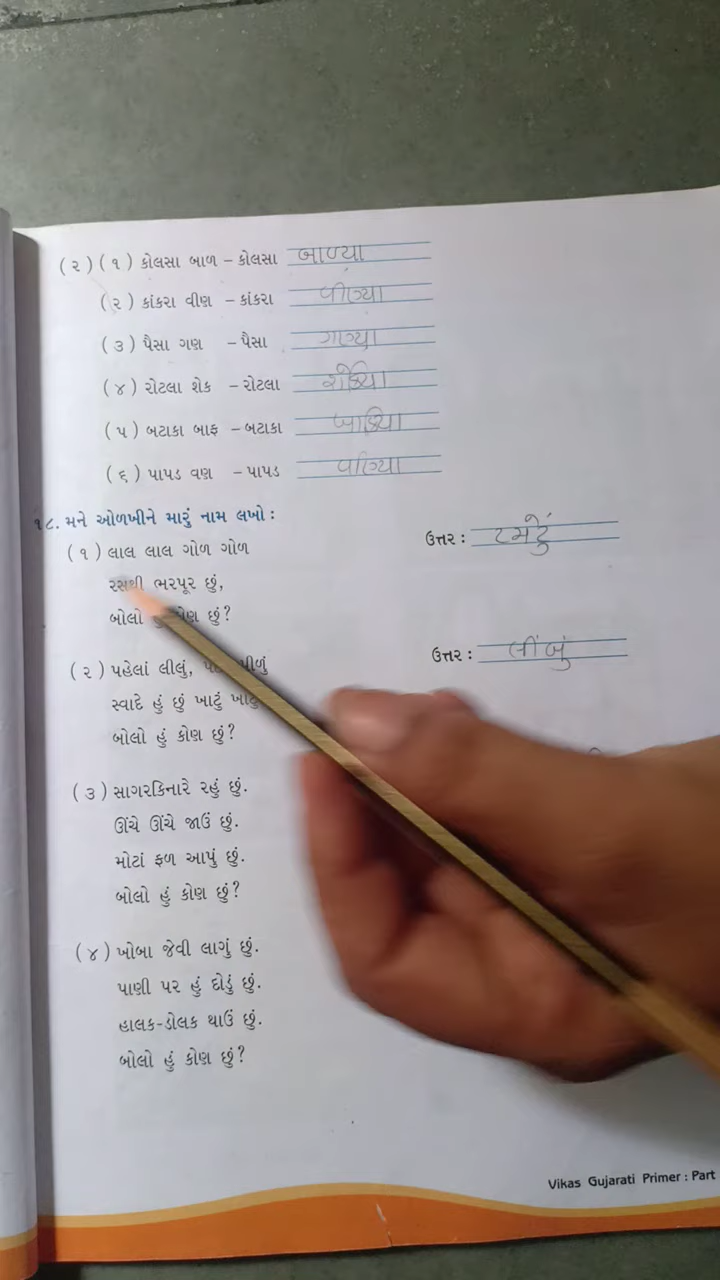 (૨) (૧) કોલસા બાળ – કોલસા બાળ્યા
(૨) કાંકરા વીણ – કાંકરા વીણ્યા
(૩) પૈસા ગણ – પૈસા ગણ્યા
(૪) રોટલા શેક – રોટલા શેક્યા
(૫) બટાકા બાફ – બટાકા બાફ્યા
(૬) પાપડ વણ – પાપડ વણ્યા
૧૮. મને ઓળખીને મારું નામ લખો :
(૧) લાલ લાલ ગોળ ગોળ ઉત્તર : ટમેટું
રસથી ભરપૂર છું,
બોલો કોણ છું?
(૨) પહેલાં લીલું, પીળું ઉત્તર : લીંબું
સ્વાદે હું છું ખાટું ખાટું
બોલો હું કોણ છું?
(૩) સાગરકિનારે રહું છું.
ઊંચે ઊંચે જાઉં છું.
મોટાં ફળ આપું છું.
બોલો હું કોણ છું?
(૪) ખોબા જેવી લાગું છું.
પાણી પર હું દોડું છું.
હાલક-ડોલક થાઉં છું.
બોલો હું કોણ છું?
Vikas Gujarati Primer : Part